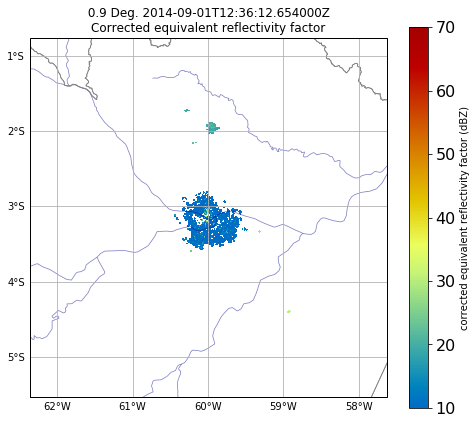 0.9 Deg. 2014-09-01T12:36:12.654000Z
Corrected equivalent reflectivity factor
1°S
2°S
3°S
4°S
5°S
62°W
61°W
60°W
59°W
58°W
70
60
50
40
30
20
10
corrected equivalent reflectivity factor (dBZ)